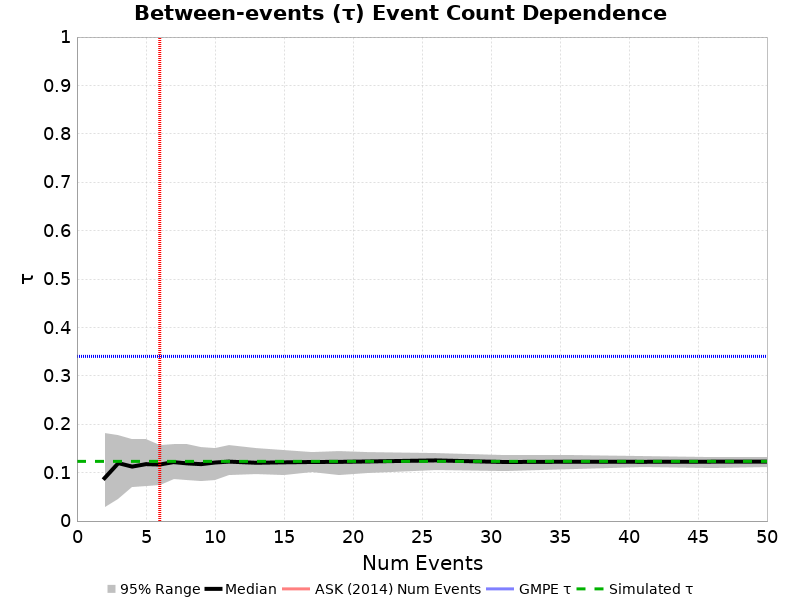 Between-events (τ) Event Count Dependence
1
0.9
0.8
0.7
0.6
0.5
0.4
0.3
0.2
0.1
0
τ
0 5 10 15 20 25 30 35 40 45 50
Num Events
95% Range Median ASK (2014) Num Events GMPE τ Simulated τ